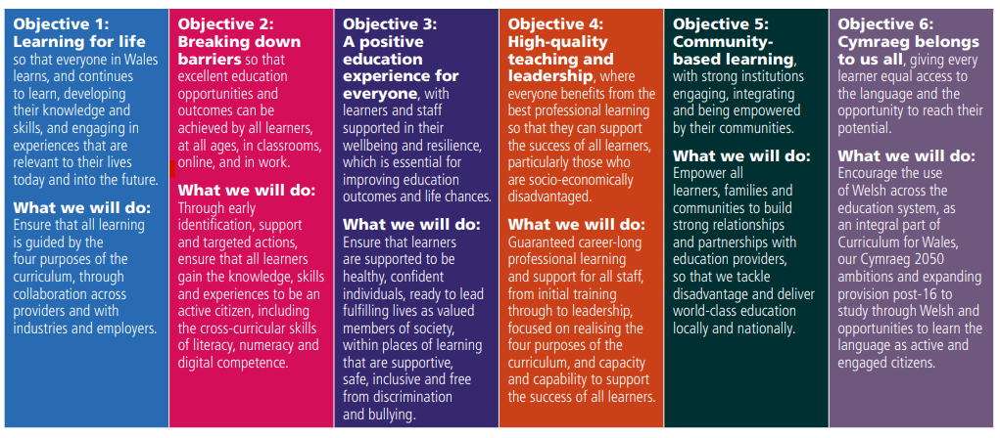 Objective 1:
Learning for life
so that everyone in Wales
learns, and continues
to learn, developing
their knowledge and
skills, and engaging in
experiences that are
relevant to their lives
today and into the future.
What we will do:
Ensure that all learning
is guided by the
four purposes of the
curriculum, through
collaboration across
providers and with
industries and employers.
Objective 2:
Breaking down
barriers so that
excellent education
opportunities and
outcomes can be
achieved by all learners,
at all ages, in classrooms,
online, and in work.
What we will do:
Through early
identification, support
and targeted actions,
ensure that all learners
gain the knowledge, skills
and experiences to be an
active citizen, including
the cross-curricular skills
of literacy, numeracy and
digital competence.
Objective 3:
A positive
education
experience for
everyone, with
learners and staff
supported in their
wellbeing and resilience,
which is essential for
improving education
outcomes and life chances.
What we will do:
Ensure that learners
are supported to be
healthy, confident
individuals, ready to lead
fulfilling lives as valued
members of society,
within places of learning
that are supportive,
safe, inclusive and free
from discrimination
and bullying.
Objective 4:
High-quality
teaching and
leadership, where
everyone benefits from the
best professional learning
so that they can support
the success of all learners,
particularly those who
are socio-economically
disadvantaged.
What we will do:
Guaranteed career-long
professional learning
and support for all staff,
from initial training
through to leadership,
focused on realising the
four purposes of the
curriculum, and capacity
and capability to support
the success of all learners.
Objective 5:
Community-
based learning,
with strong institutions
engaging, integrating
and being empowered
by their communities.
What we will do:
Empower all
learners, families and
communities to build
strong relationships
and partnerships with
education providers,
so that we tackle
disadvantage and deliver
world-class education
locally and nationally.
Objective 6:
Cymraeg belongs
to us all, giving every
learner equal access to
the language and the
opportunity to reach their
potential.
What we will do:
Encourage the use
of Welsh across the
education system, as
an integral part of
Curriculum for Wales,
our Cymraeg 2050
ambitions and expanding
provision post-16 to
study through Welsh and
opportunities to learn the
language as active and
engaged citizens.